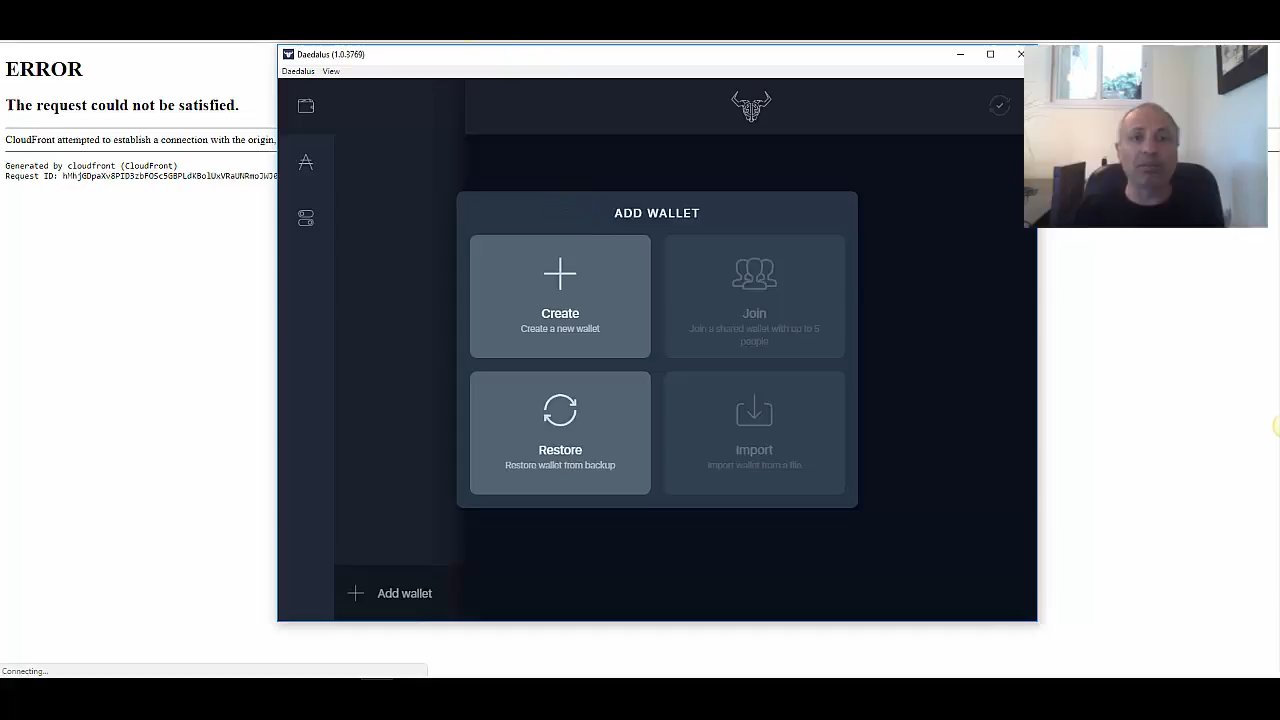 ERROR
The request could not be satisfied.
CloudFront attempted to establish a connection with the origin,
Generated by cloudfront (CloudFront)
Daedalus (1.0.3769)
Daedalus View
ADD WALLET
Create
Create a new wallet
Join
Join a shared wallet with up to 5
people
Restore
Restore wallet from backup
Import
Import wallet from a file
Add wallet
Connecting...